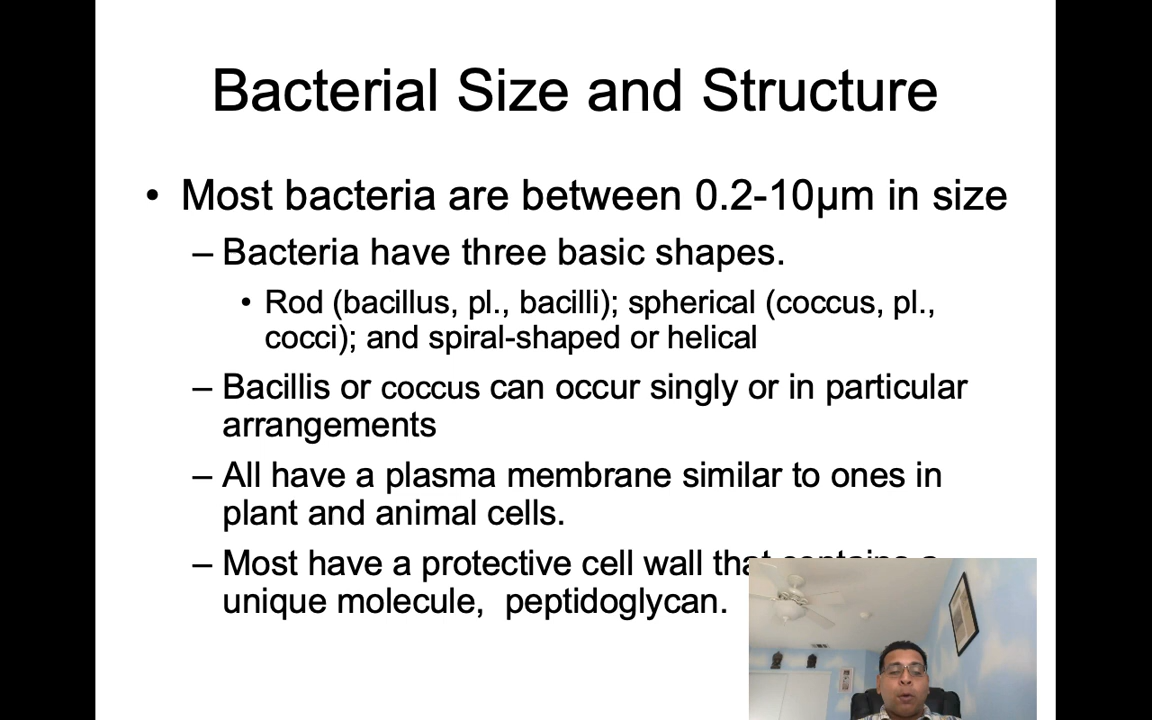 Bacterial Size and Structure
• Most bacteria are between 0.2-10µm in size
– Bacteria have three basic shapes.
• Rod (bacillus, pl., bacilli); spherical (coccus, pl.,
cocci); and spiral-shaped or helical
– Bacillis or coccus can occur singly or in particular
arrangements
– All have a plasma membrane similar to ones in
plant and animal cells.
– Most have a protective cell wall that contains a
unique molecule, peptidoglycan.